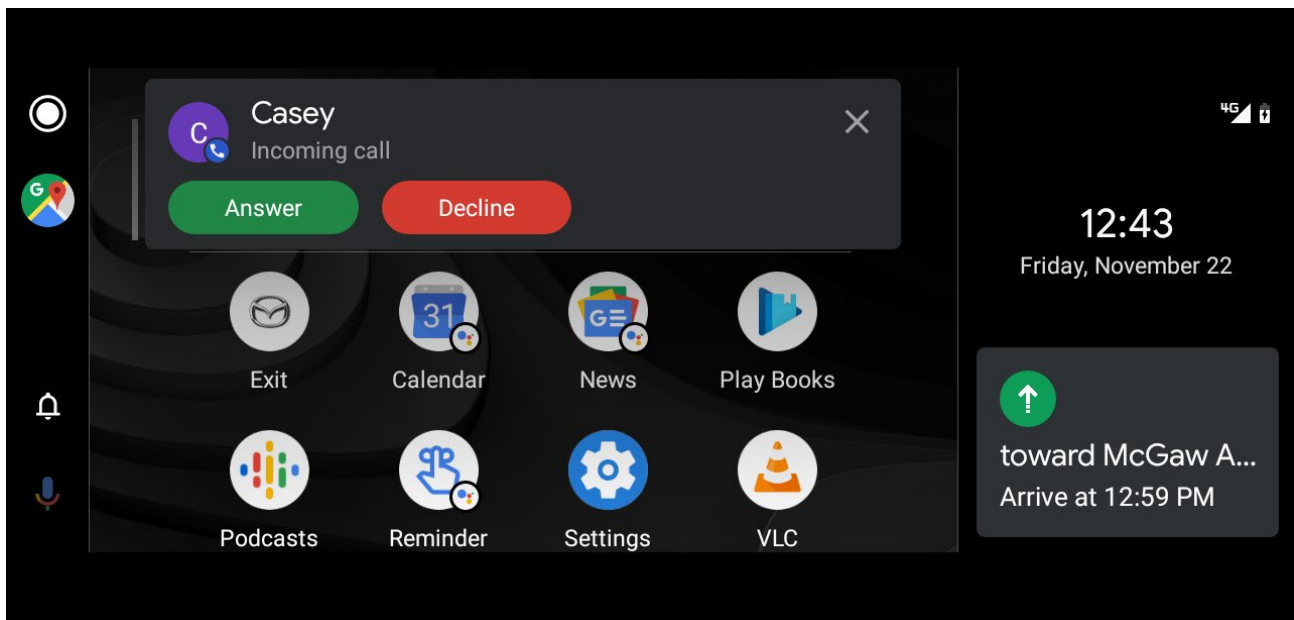 Casey
Incoming call
C
Answer Decline
4G
G
12:43
Friday, November 22
31
G
Exit Calendar News Play Books
toward McGaw A...
Arrive at 12:59 PM
Podcasts Reminder Settings VLC